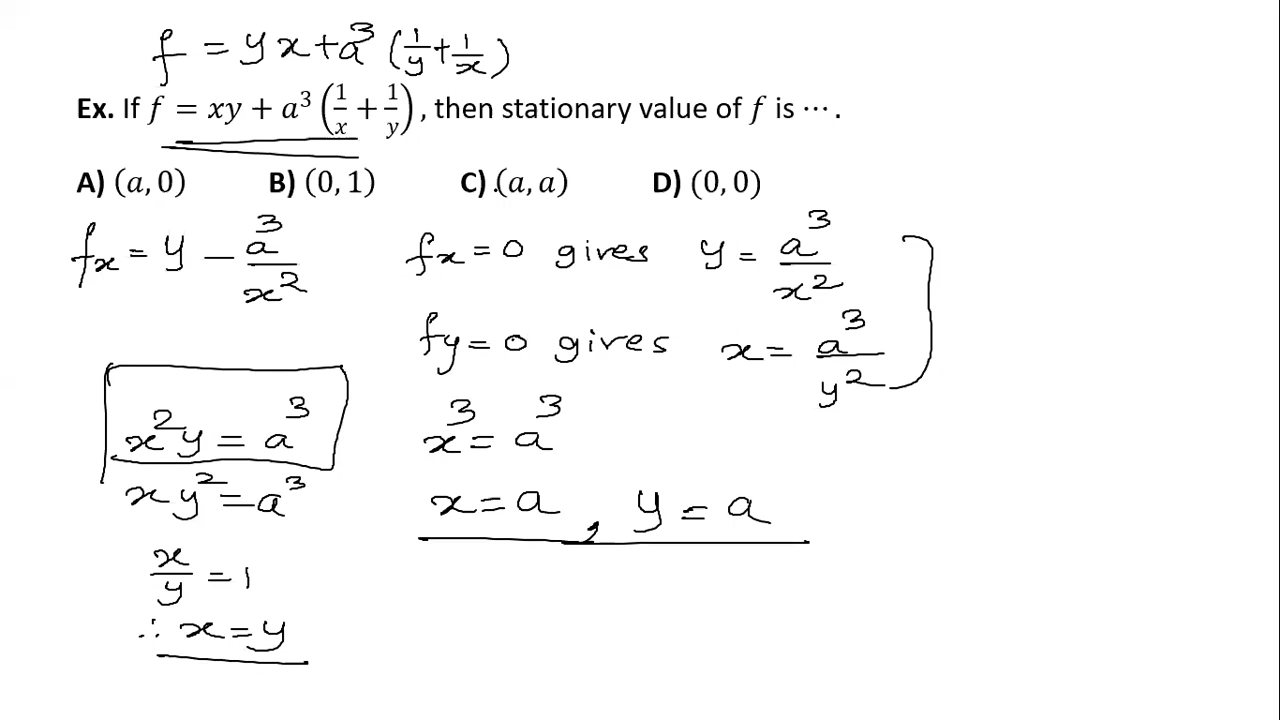 f = yx + a³ (1/y + 1/x)
Ex. If f = xy + a³ (1/x + 1/y), then stationary value of f is ⋯ .
A) (a, 0) B) (0, 1) C) (a, a) D) (0, 0)
fx = y − a³/x² fx = 0 gives y = a³/x²
fy = 0 gives x = a³/y²
x²y = a³ x³ = a³
xy² = a³ x = a , y = a
x/y = 1
∴ x = y